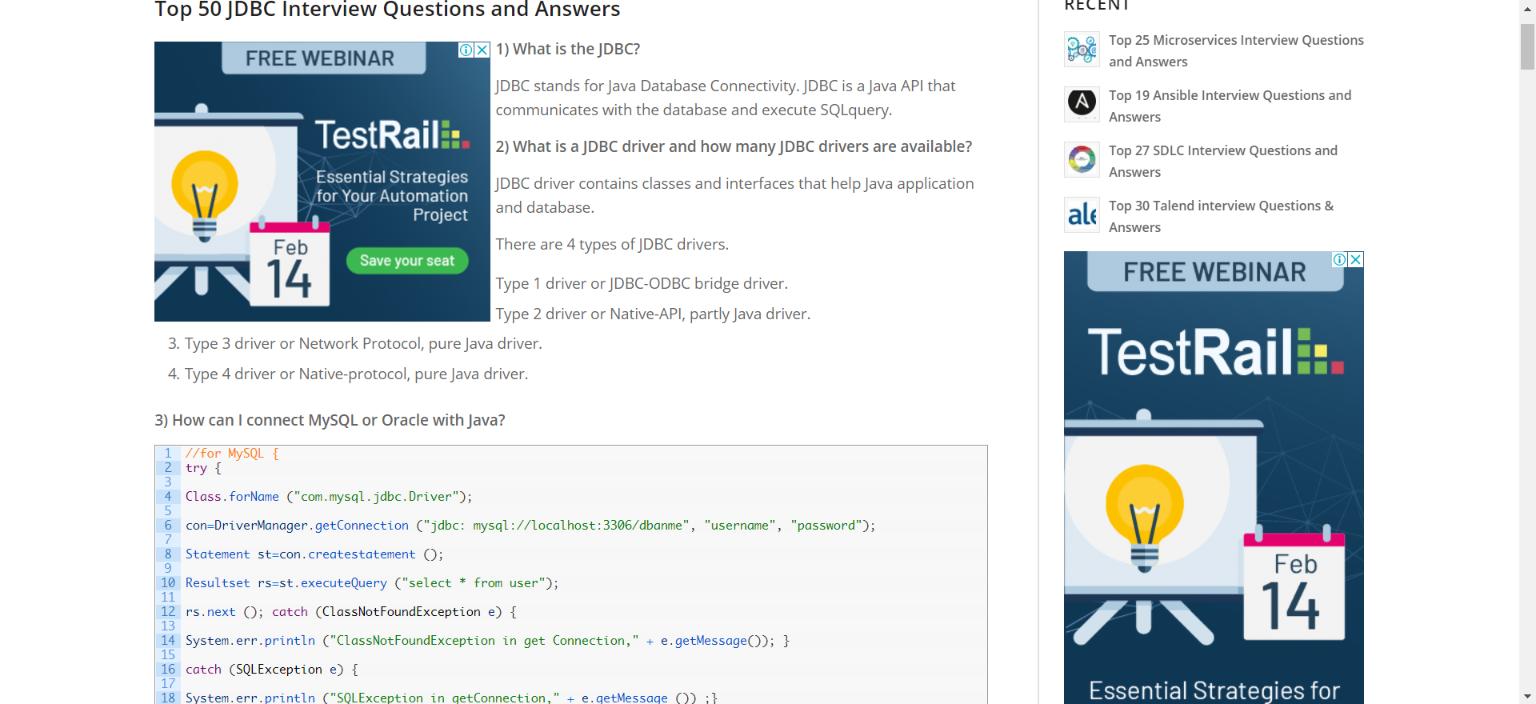 Top 50 JDBC Interview Questions and Answers
FREE WEBINAR
TestRail
Essential Strategies
for Your Automation
Project
Feb
14
Save your seat
1) What is the JDBC?
JDBC stands for Java Database Connectivity. JDBC is a Java API that
communicates with the database and execute SQLquery.
2) What is a JDBC driver and how many JDBC drivers are available?
JDBC driver contains classes and interfaces that help Java application
and database.
There are 4 types of JDBC drivers.
Type 1 driver or JDBC-ODBC bridge driver.
Type 2 driver or Native-API, partly Java driver.
3. Type 3 driver or Network Protocol, pure Java driver.
4. Type 4 driver or Native-protocol, pure Java driver.
3) How can I connect MySQL or Oracle with Java?
1 //for MySQL {
2 try {
3
4 Class.forName ("com.mysql.jdbc.Driver");
5
6 con=DriverManager.getConnection ("jdbc: mysql://localhost:3306/dbanme", "username", "password");
7
8 Statement st=con.createstatement ();
9
10 Resultset rs=st.executeQuery ("select * from user");
11
12 rs.next (); catch (ClassNotFoundException e) {
13
14 System.err.println ("ClassNotFoundException in get Connection," + e.getMessage()); }
15
16 catch (SQLException e) {
17
18 System.err.println ("SQLException in getConnection," + e.getMessage ()) ;}
RECENT
Top 25 Microservices Interview Questions
and Answers
A
Top 19 Ansible Interview Questions and
Answers
Top 27 SDLC Interview Questions and
Answers
ale
Top 30 Talend interview Questions &
Answers
FREE WEBINAR
TestRail
Feb
14
Essential Strategies for